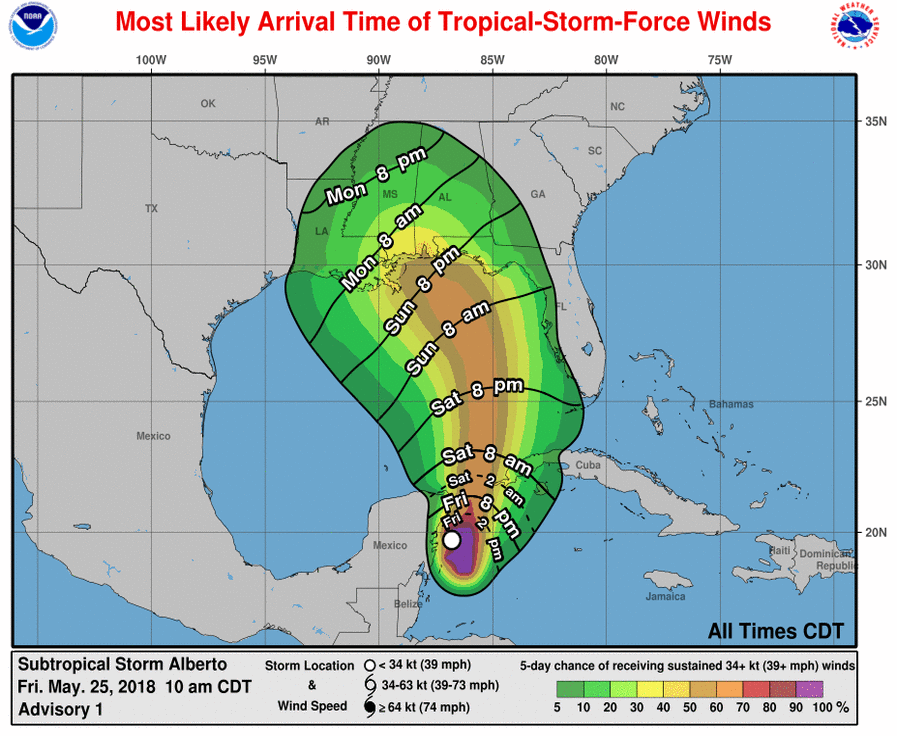 Most Likely Arrival Time of Tropical-Storm-Force Winds
NOAA
NATIONAL WEATHER SERVICE
100W 95W 90W 85W 80W 75W
35N
30N
25N
20N
OK
AR
NC
SC
TX
MS
AL
GA
LA
FL
Mon 8 pm
Mon 8 am
Sun 8 pm
Sun 8 am
Sat 8 pm
Sat 8 am
Sat 2 am
Fri 8 pm
Fri 2 pm
Bahamas
Mexico
Cuba
Mexico
Haiti
Dominican
Republic
Jamaica
Belize
All Times CDT
Subtropical Storm Alberto
Fri. May. 25, 2018 10 am CDT
Advisory 1
Storm Location
&
Wind Speed
< 34 kt (39 mph)
34-63 kt (39-73 mph)
≥ 64 kt (74 mph)
5-day chance of receiving sustained 34+ kt (39+ mph) winds
5 10 20 30 40 50 60 70 80 90 100 %